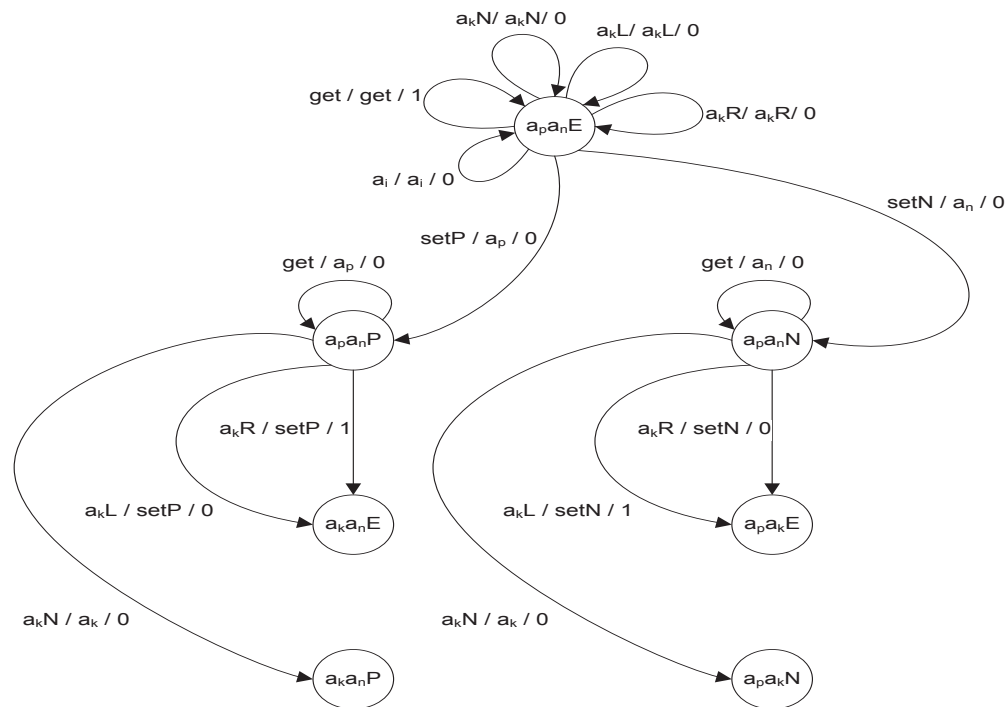 aₖN/ aₖN/ 0
aₖL/ aₖL/ 0
get / get / 1
aₖR/ aₖR/ 0
aₚaₙE
aᵢ / aᵢ / 0
setN / aₙ / 0
setP / aₚ / 0
get / aₚ / 0
get / aₙ / 0
aₚaₙP
aₚaₙN
aₖR / setP / 1
aₖR / setN / 0
aₖL / setP / 0
aₖL / setN / 1
aₖaₙE
aₚaₖE
aₖN / aₖ / 0
aₖN / aₖ / 0
aₖaₙP
aₚaₖN